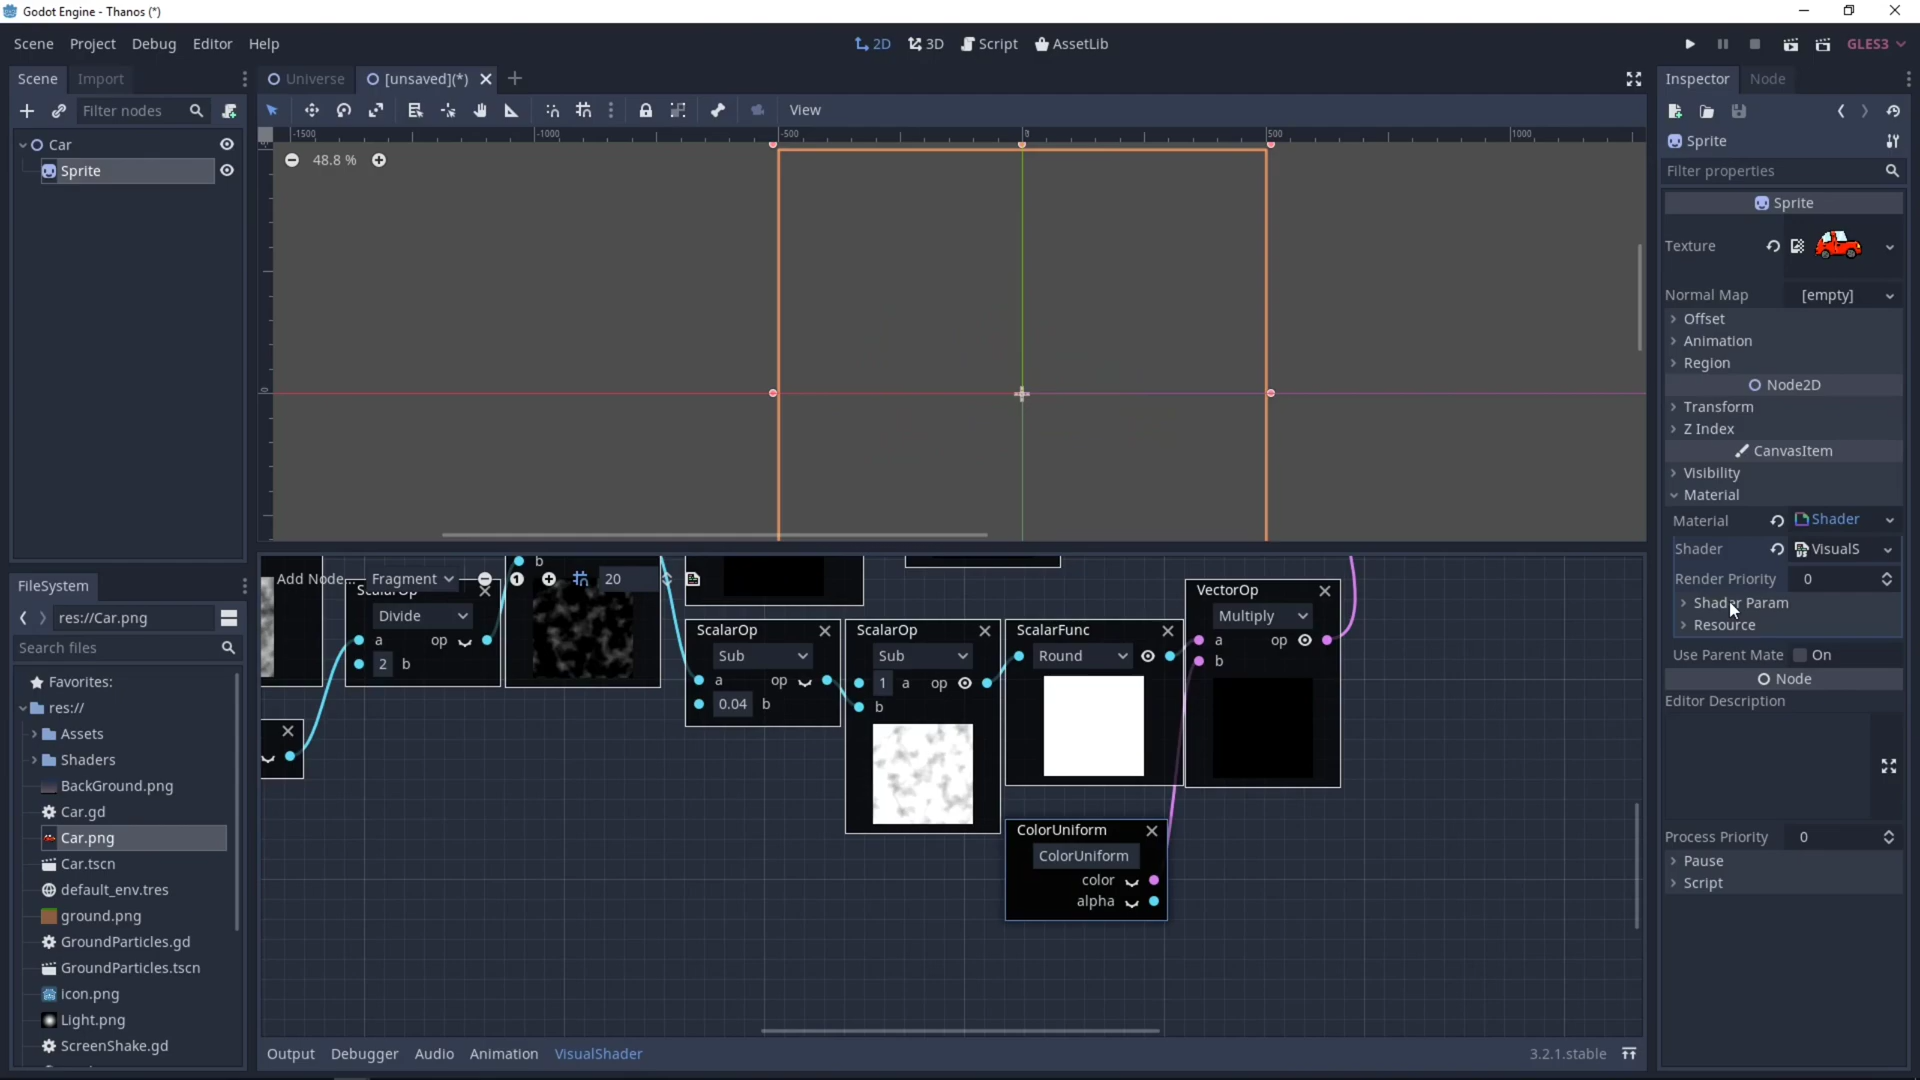 Godot Engine - Thanos (*)
Scene Project Debug Editor Help
2D 3D Script AssetLib
GLES3
Scene Import
Universe [unsaved](*)
Inspector Node
Filter nodes
View
-1500 -1000 -500 0 500 1000
48.8 %
0
Car
Sprite
Sprite
Filter properties
Sprite
Texture
Normal Map [empty]
Offset
Animation
Region
Node2D
Transform
Z Index
CanvasItem
Visibility
Material
Material Shader
Shader VisualS
Render Priority 0
Shader Param
Resource
Use Parent Mate On
Node
Editor Description
Process Priority 0
Pause
Script
FileSystem
res://Car.png
Search files
Favorites:
res://
Assets
Shaders
BackGround.png
Car.gd
Car.png
Car.tscn
default_env.tres
ground.png
GroundParticles.gd
GroundParticles.tscn
icon.png
Light.png
ScreenShake.gd
Add Node... Fragment 1 20
b
ScalarOp
Divide
a op
2 b
ScalarOp
Sub
a op
0.04 b
ScalarOp
Sub
1 a op
b
ScalarFunc
Round
VectorOp
Multiply
a op
b
ColorUniform
ColorUniform
color
alpha
Output Debugger Audio Animation VisualShader
3.2.1.stable